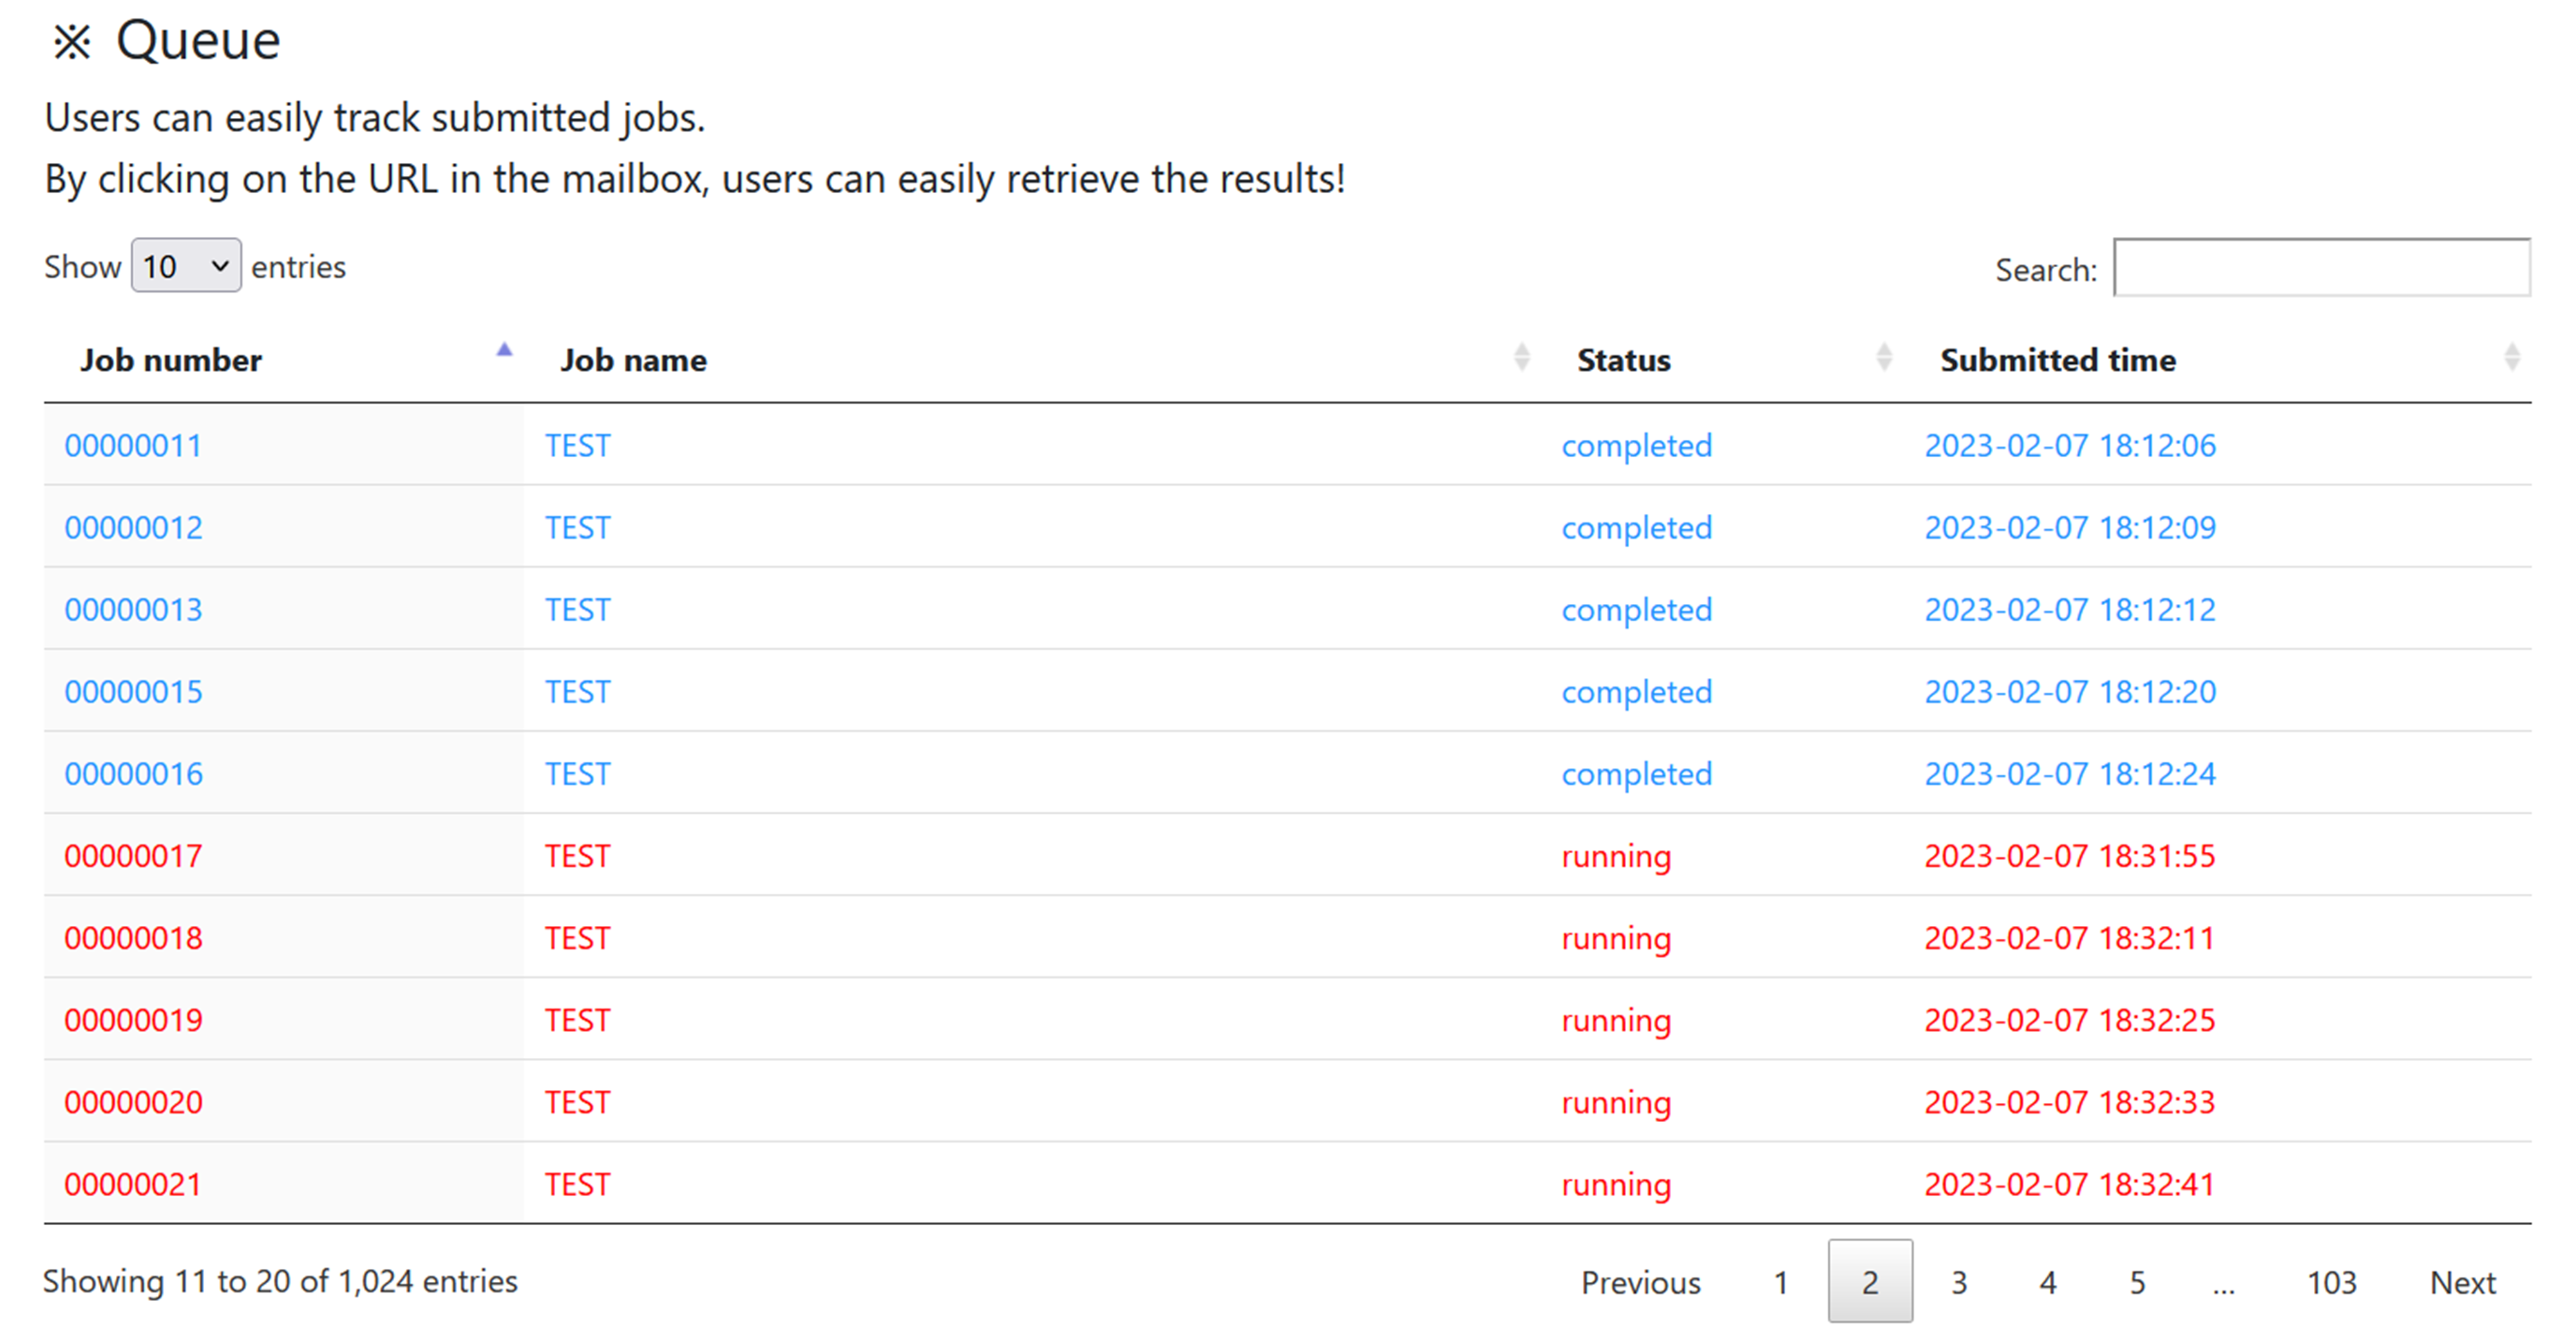 ※ Queue
Users can easily track submitted jobs.
By clicking on the URL in the mailbox, users can easily retrieve the results!
Show 10 entries Search:
Job number Job name Status Submitted time
00000011 TEST completed 2023-02-07 18:12:06
00000012 TEST completed 2023-02-07 18:12:09
00000013 TEST completed 2023-02-07 18:12:12
00000015 TEST completed 2023-02-07 18:12:20
00000016 TEST completed 2023-02-07 18:12:24
00000017 TEST running 2023-02-07 18:31:55
00000018 TEST running 2023-02-07 18:32:11
00000019 TEST running 2023-02-07 18:32:25
00000020 TEST running 2023-02-07 18:32:33
00000021 TEST running 2023-02-07 18:32:41
Showing 11 to 20 of 1,024 entries Previous 1 2 3 4 5 ... 103 Next